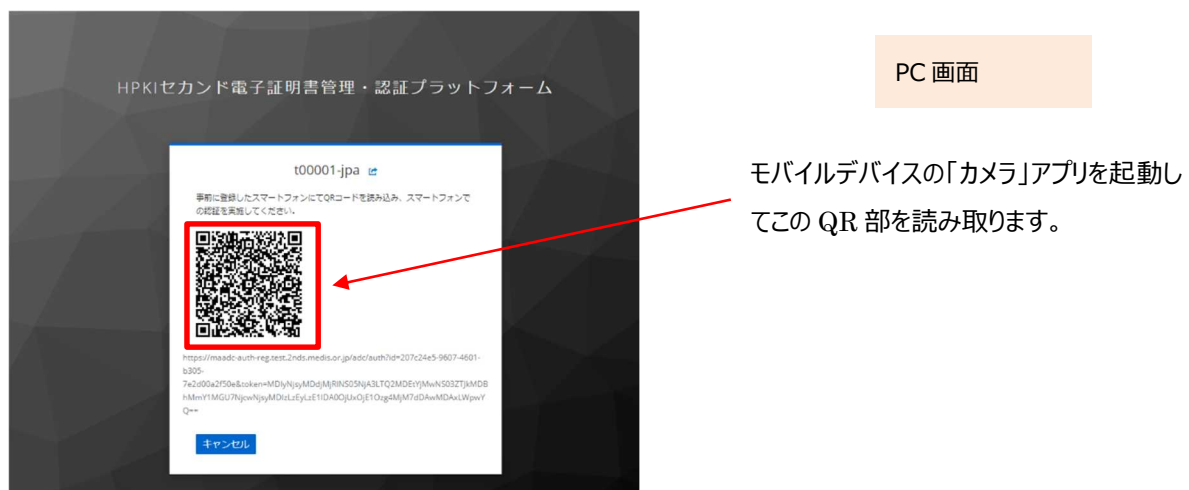 HPKIセカンド電子証明書管理・認証プラットフォーム
PC 画面
t00001-jpa
事前に登録したスマートフォンにてQRコードを読み込み、スマートフォンで
の認証を実施してください。
モバイルデバイスの「カメラ」アプリを起動し
てこの QR 部を読み取ります。
https://maadc-auth-reg.test.2nds.medis.or.jp/adc/auth?id=207c24e5-9607-4601-
b305-
キャンセル